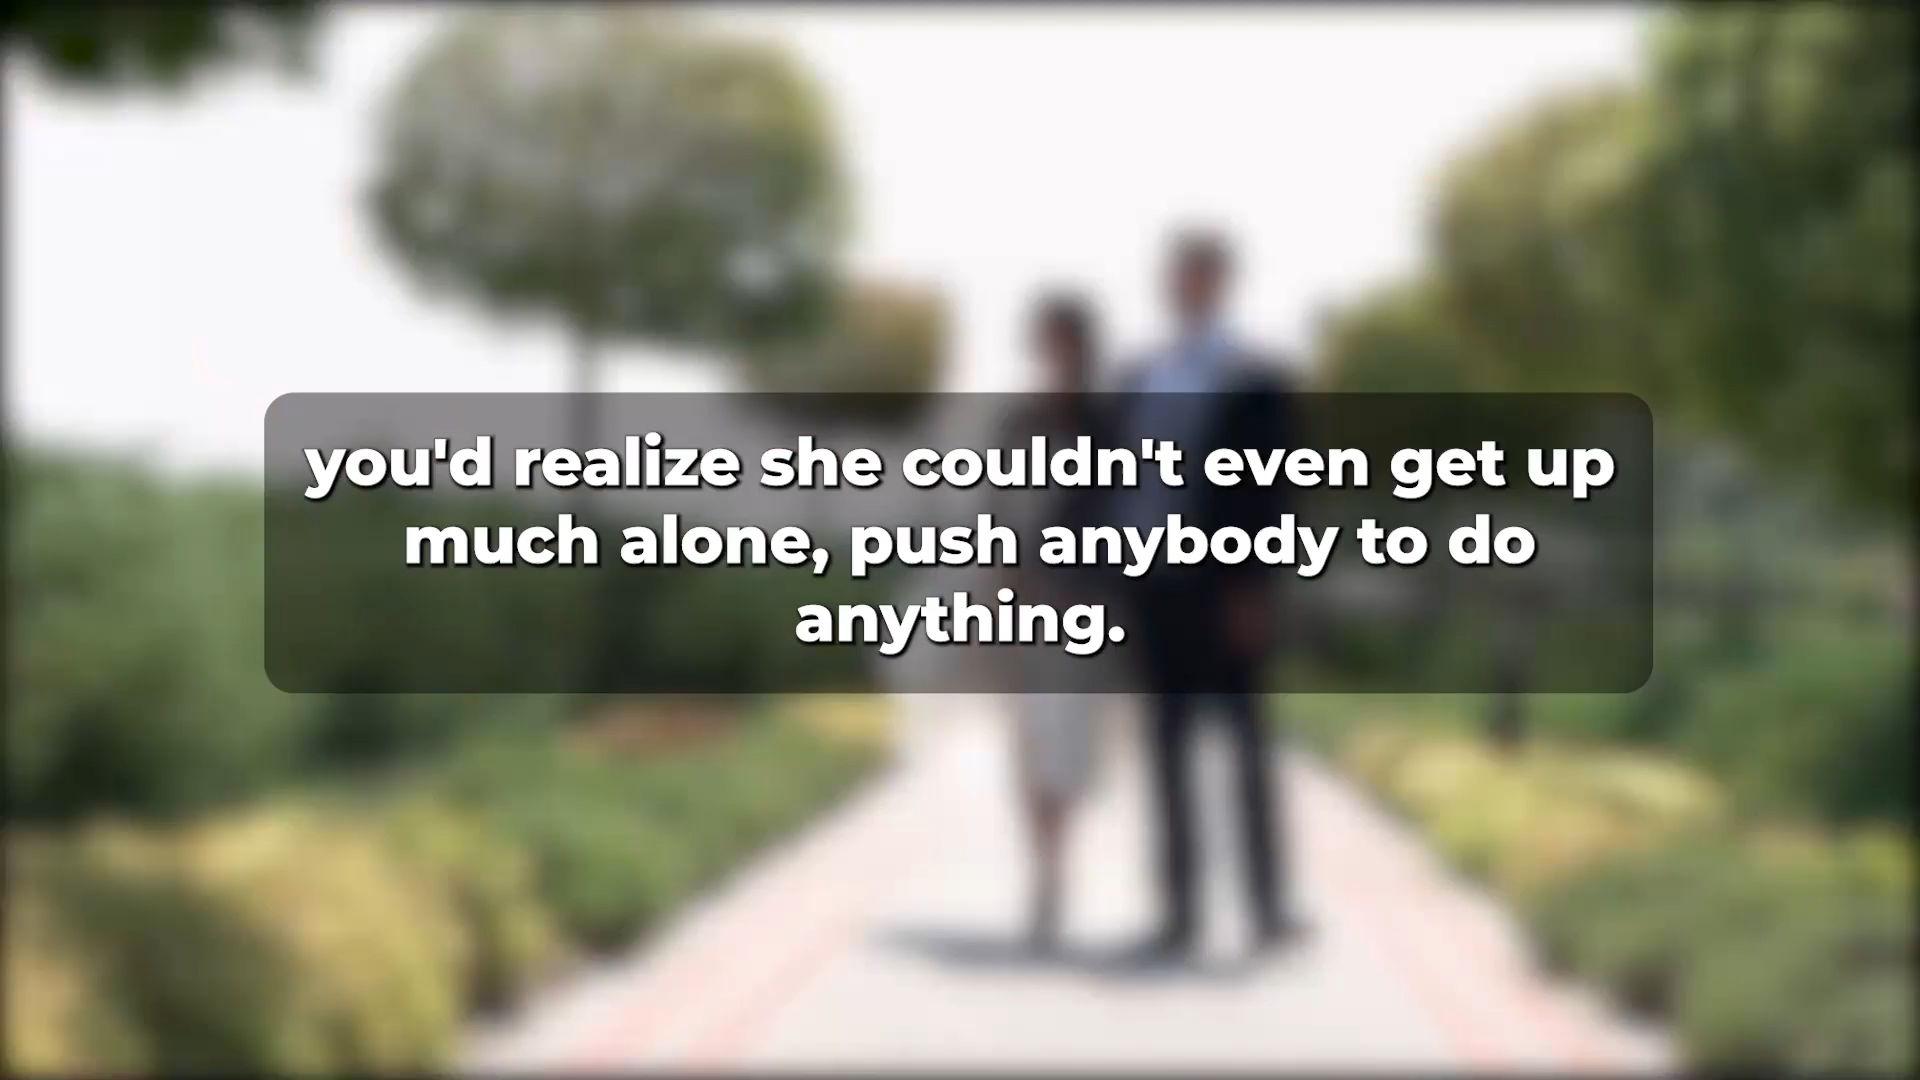 you'd realize she couldn't even get up
much alone, push anybody to do
anything.